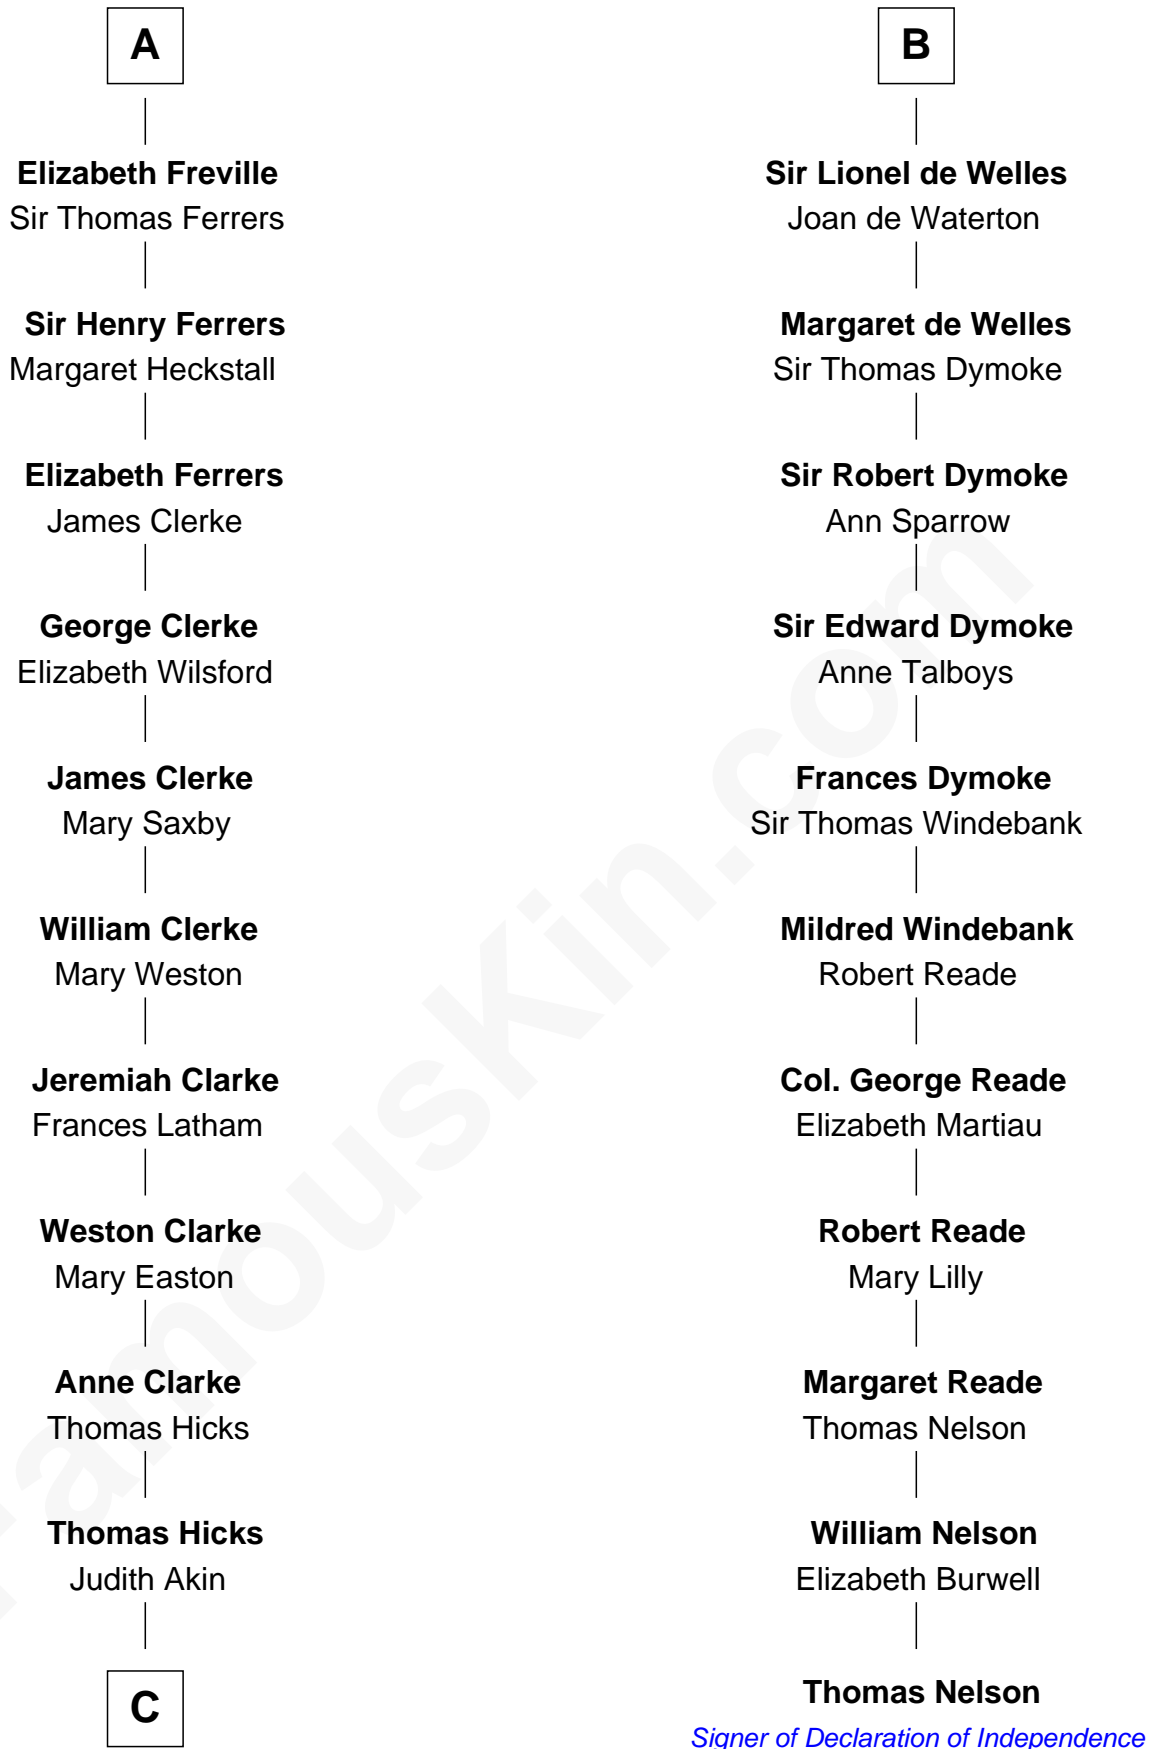 A
Elizabeth Freville
Sir Thomas Ferrers
Sir Henry Ferrers
Margaret Heckstall
Elizabeth Ferrers
James Clerke
George Clerke
Elizabeth Wilsford
James Clerke
Mary Saxby
William Clerke
Mary Weston
Jeremiah Clarke
Frances Latham
Weston Clarke
Mary Easton
Anne Clarke
Thomas Hicks
Thomas Hicks
Judith Akin
C
B
Sir Lionel de Welles
Joan de Waterton
Margaret de Welles
Sir Thomas Dymoke
Sir Robert Dymoke
Ann Sparrow
Sir Edward Dymoke
Anne Talboys
Frances Dymoke
Sir Thomas Windebank
Mildred Windebank
Robert Reade
Col. George Reade
Elizabeth Martiau
Robert Reade
Mary Lilly
Margaret Reade
Thomas Nelson
William Nelson
Elizabeth Burwell
Thomas Nelson
Signer of Declaration of Independence
FamousKin.com